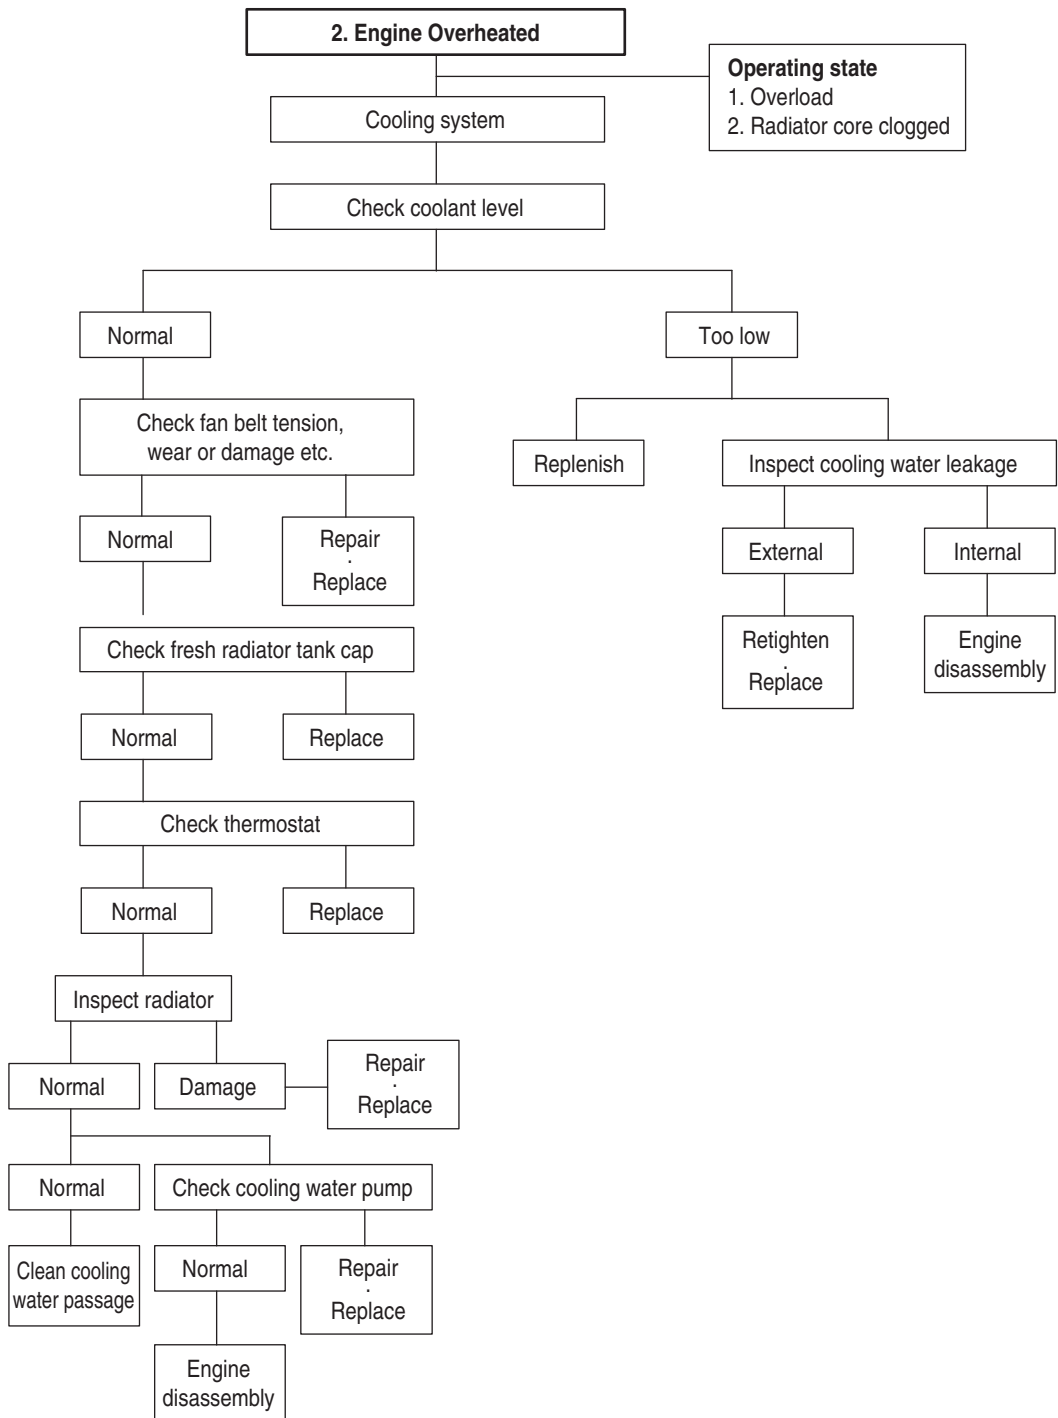 2. Engine Overheated
Operating state
1. Overload
2. Radiator core clogged
Cooling system
Check coolant level
Normal
Too low
Check fan belt tension,
wear or damage etc.
Replenish
Inspect cooling water leakage
Normal
Repair
·
Replace
External
Internal
Check fresh radiator tank cap
Retighten
·
Replace
Engine
disassembly
Normal
Replace
Check thermostat
Normal
Replace
Inspect radiator
Normal
Damage
Repair
·
Replace
Normal
Check cooling water pump
Clean cooling
water passage
Normal
Repair
·
Replace
Engine
disassembly